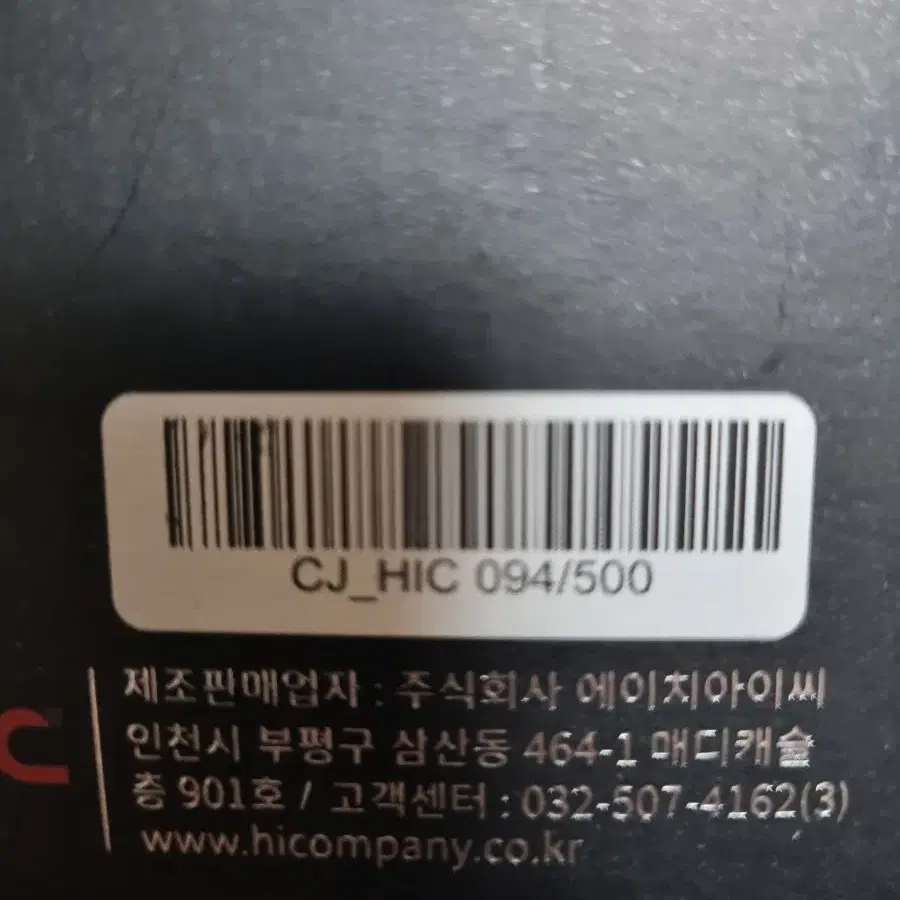 CJ_HIC 094/500
제조판매업자 : 주식회사 에이치아이씨
인천시 부평구 삼산동 464-1 매디캐슬
층 901호 / 고객센터 : 032-507-4162(3)
www.hicompany.co.kr